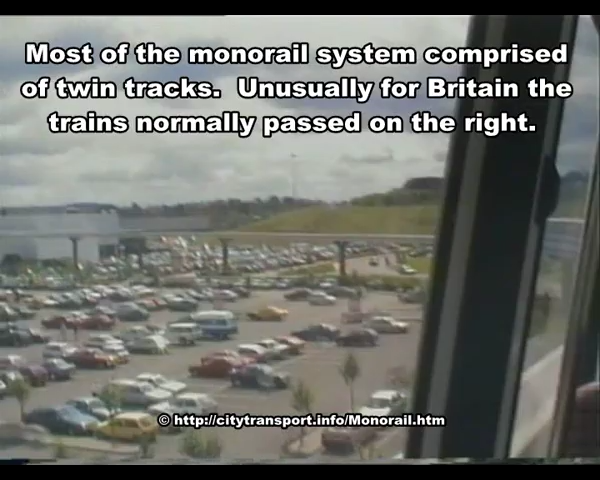 Most of the monorail system comprised
of twin tracks.  Unusually for Britain the
trains normally passed on the right.
© http://citytransport.info/Monorail.htm